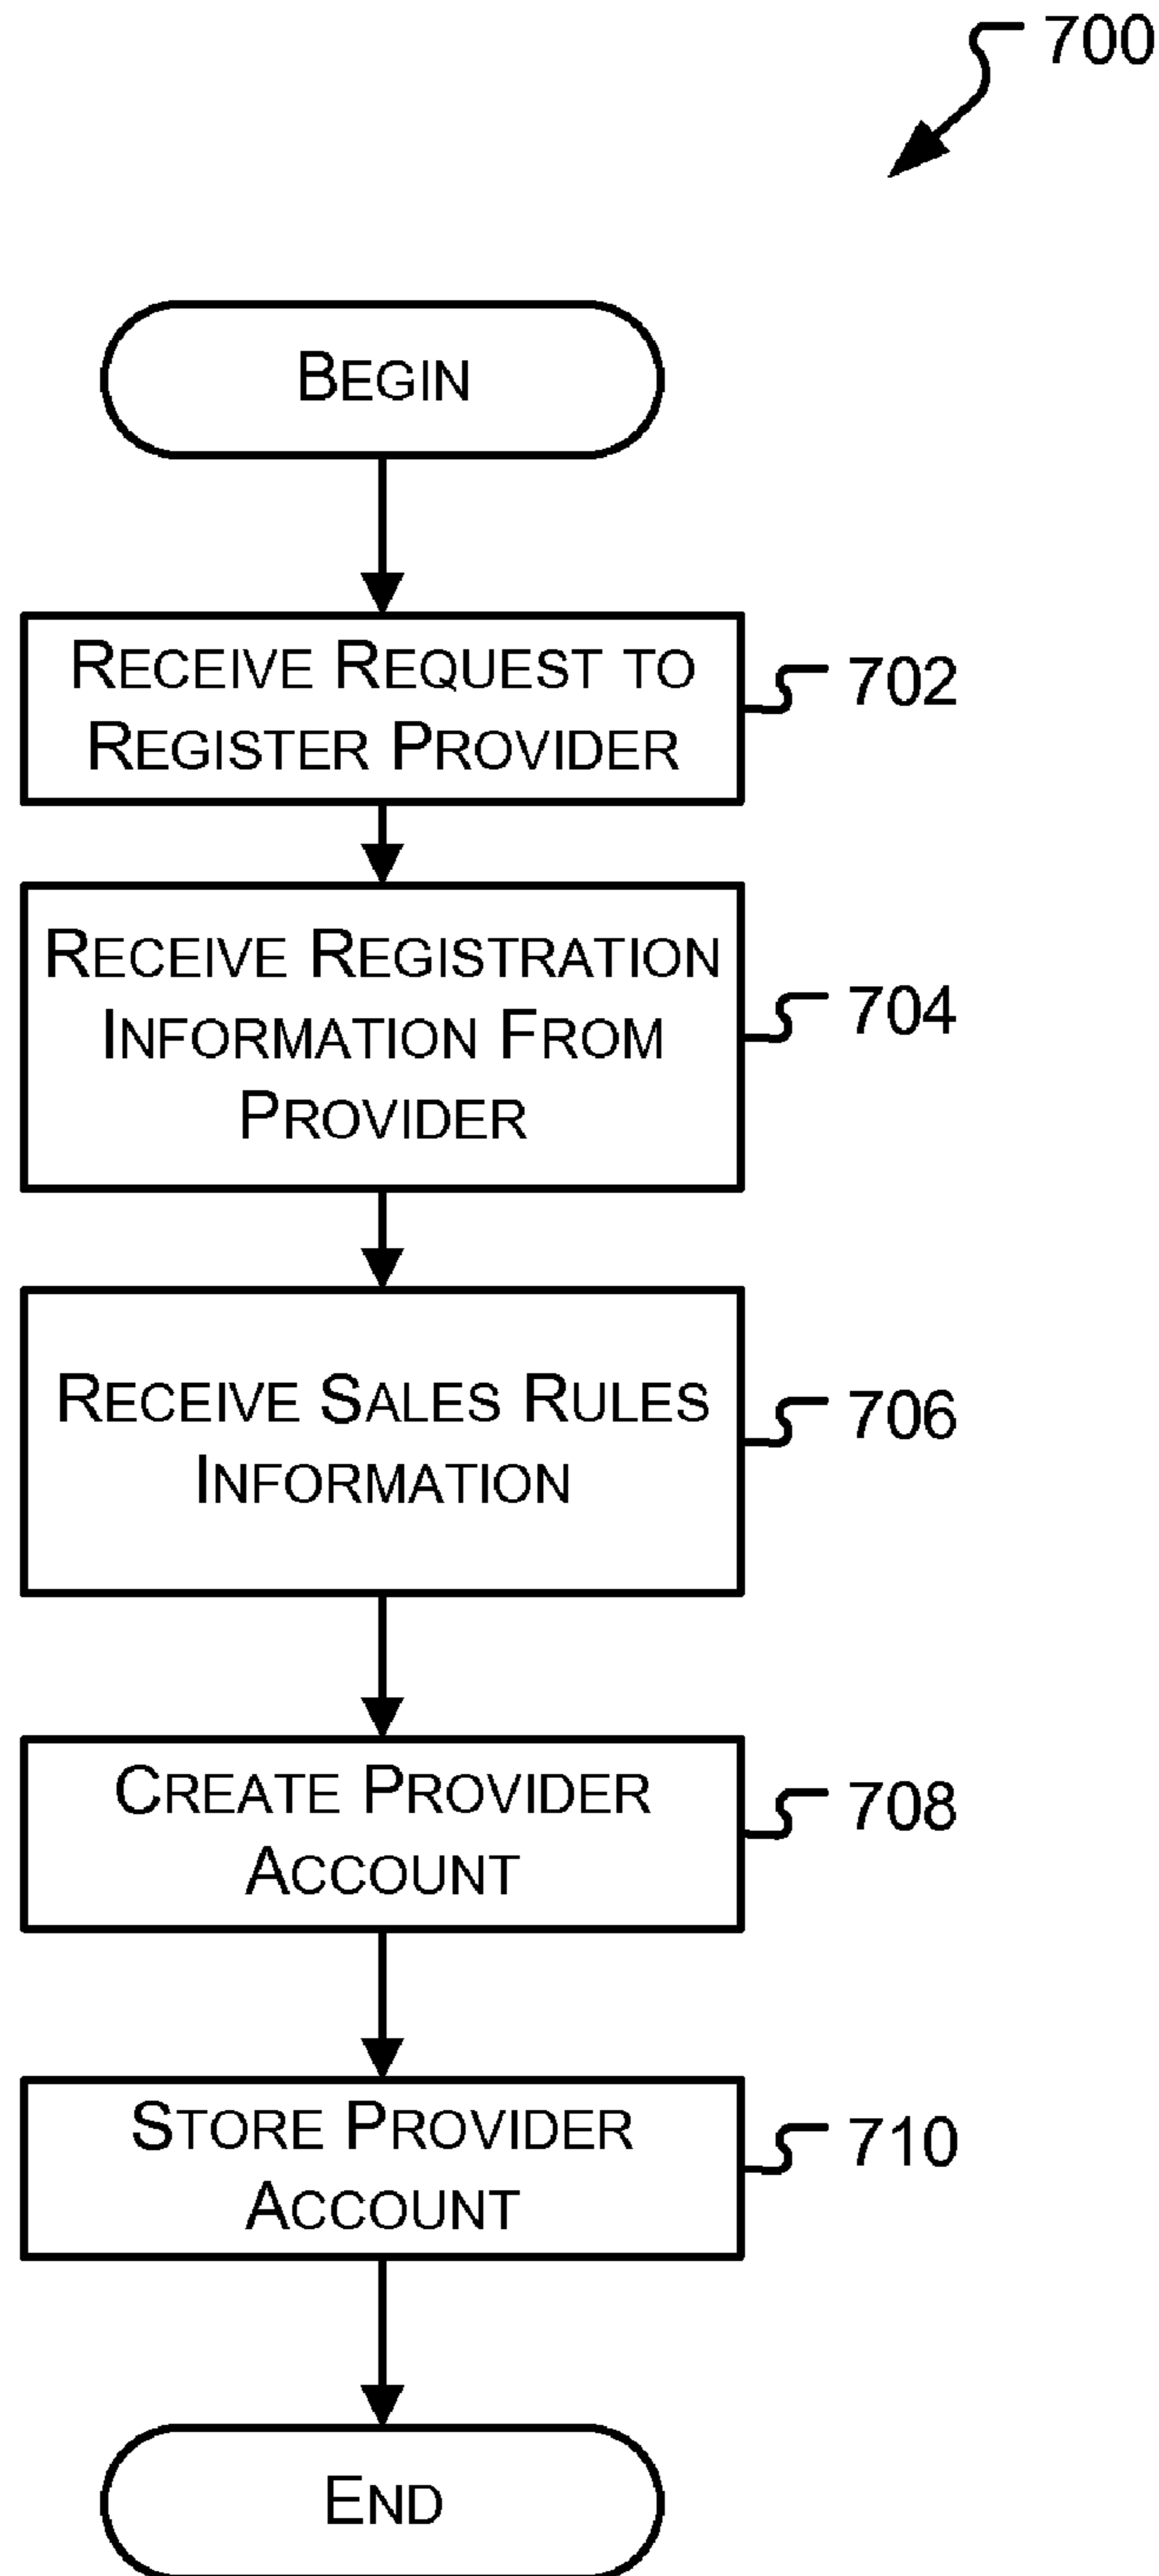 700
BEGIN
RECEIVE REQUEST TO
REGISTER PROVIDER
702
RECEIVE REGISTRATION
INFORMATION FROM
PROVIDER
704
RECEIVE SALES RULES
INFORMATION
706
CREATE PROVIDER
ACCOUNT
708
STORE PROVIDER
ACCOUNT
710
END